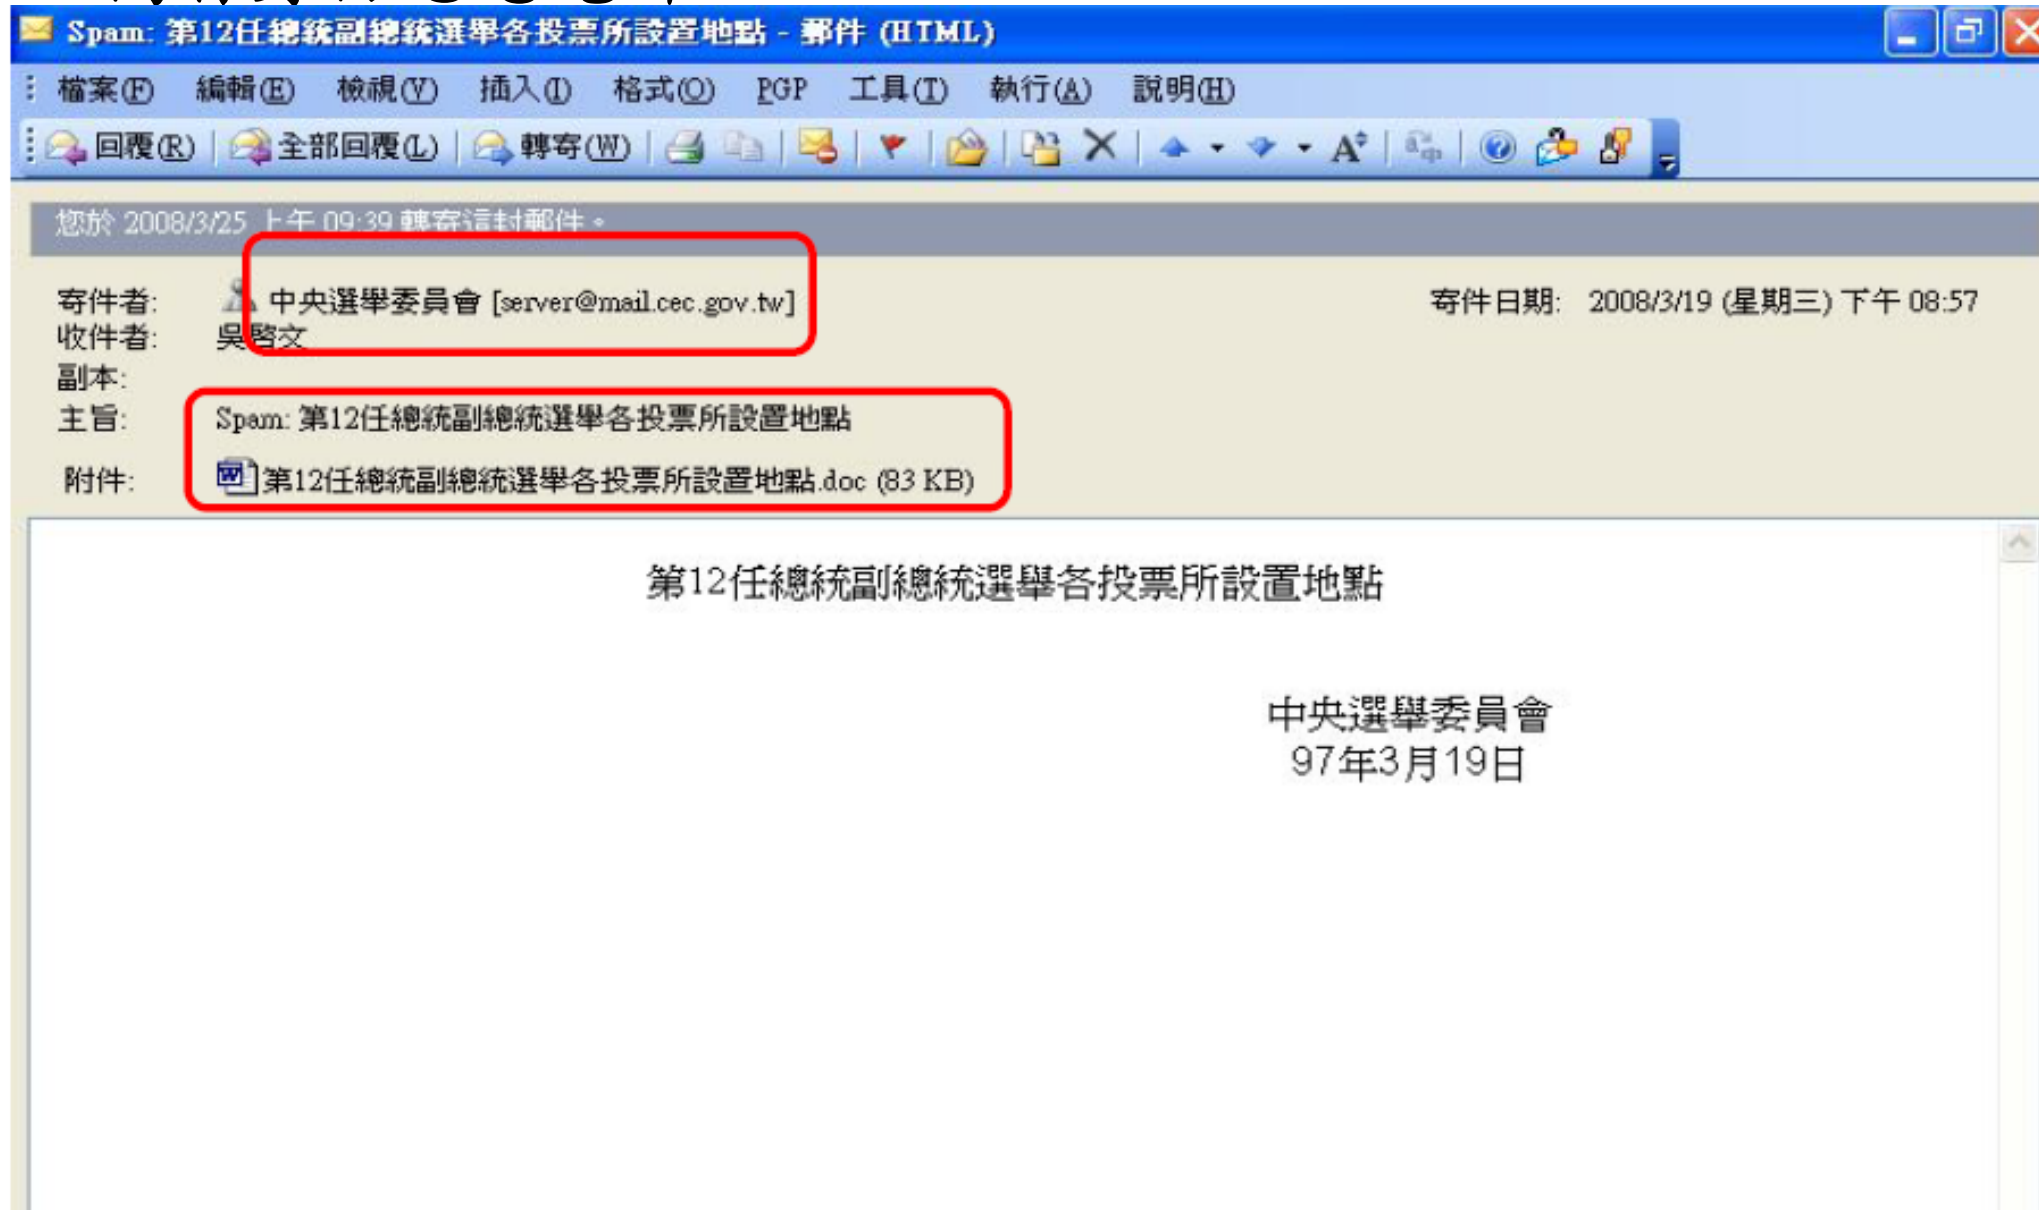 Spam: 第12任總統副總統選舉各投票所設置地點 - 郵件 (HTML)
檔案(F) 編輯(E) 檢視(V) 插入(I) 格式(O) PGP 工具(T) 執行(A) 說明(H)
回覆(R) 全部回覆(L) 轉寄(W)
您於 2008/3/25 上午 09:39 轉寄這封郵件。
寄件者: 中央選舉委員會 [server@mail.cec.gov.tw] 寄件日期: 2008/3/19 (星期三) 下午 08:57
收件者: 吳啓文
副本:
主旨: Spam: 第12任總統副總統選舉各投票所設置地點
附件: 第12任總統副總統選舉各投票所設置地點.doc (83 KB)
第12任總統副總統選舉各投票所設置地點
中央選舉委員會
97年3月19日